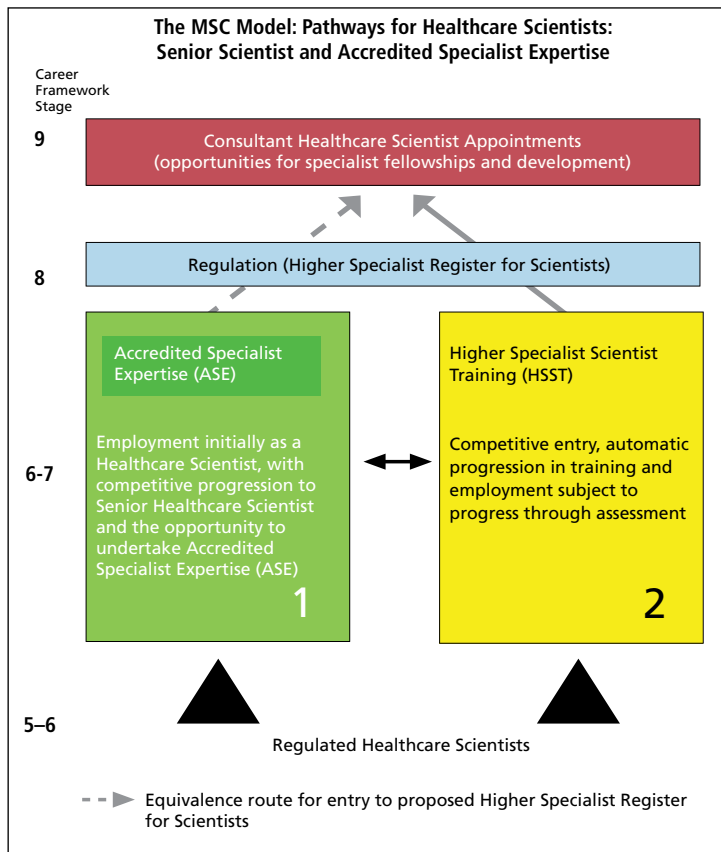 The MSC Model: Pathways for Healthcare Scientists:
Senior Scientist and Accredited Specialist Expertise
Career
Framework
Stage
9
Consultant Healthcare Scientist Appointments
(opportunities for specialist fellowships and development)
8
Regulation (Higher Specialist Register for Scientists)
Accredited Specialist
Expertise (ASE)
Employment initially as a
Healthcare Scientist, with
competitive progression to
Senior Healthcare Scientist
and the opportunity to
undertake Accredited
Specialist Expertise (ASE)
1
Higher Specialist Scientist
Training (HSST)
Competitive entry, automatic
progression in training and
employment subject to
progress through assessment
2
6-7
5–6
Regulated Healthcare Scientists
Equivalence route for entry to proposed Higher Specialist Register
for Scientists